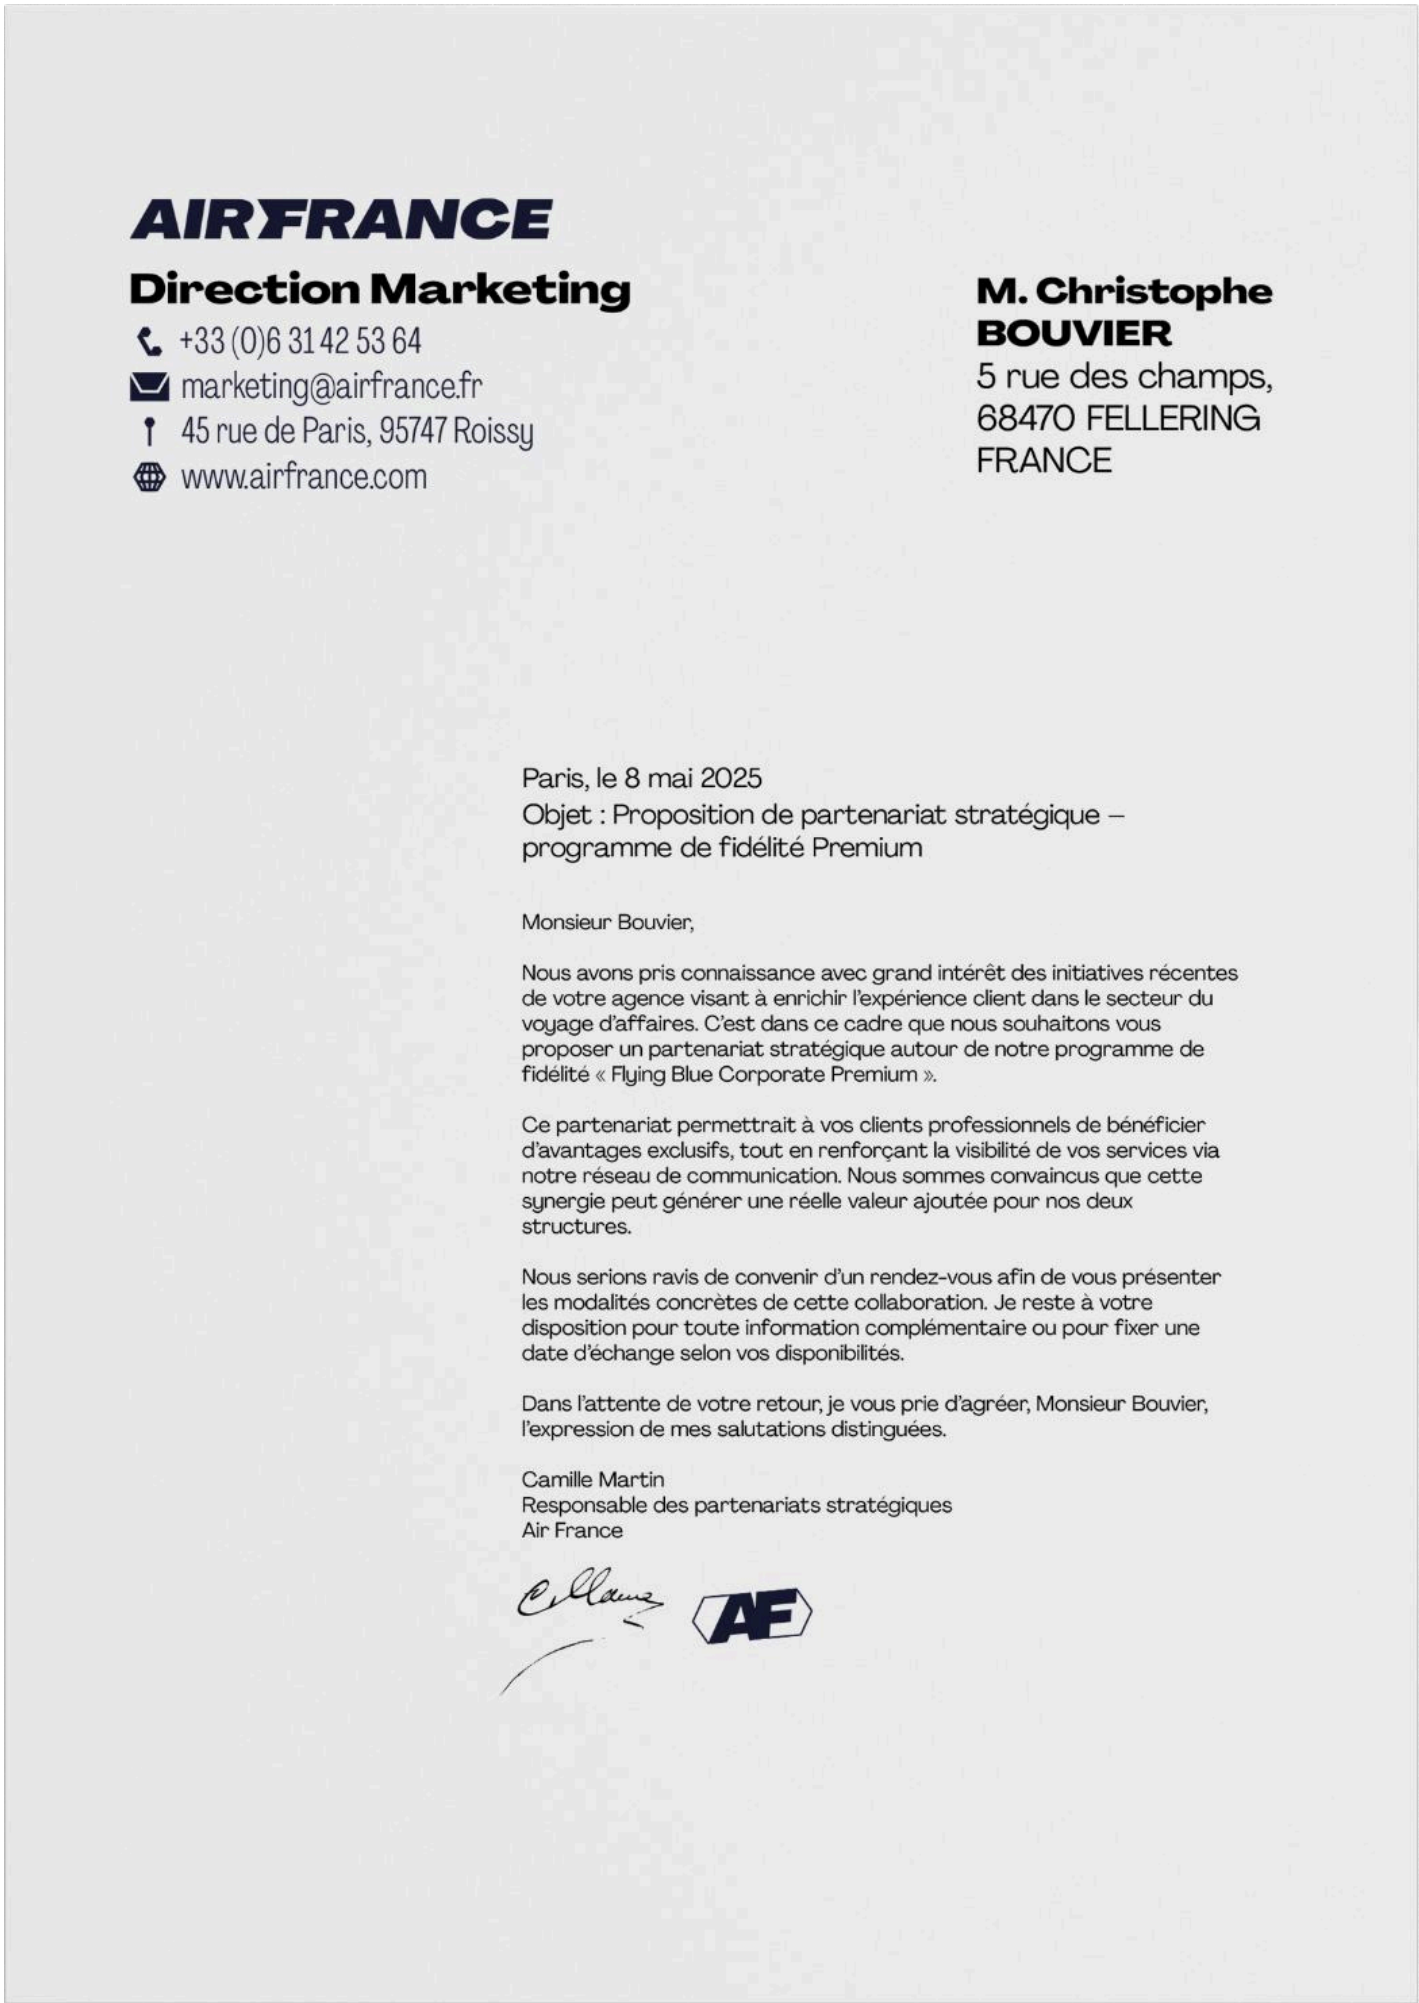 AIRFRANCE
Direction Marketing
+33 (0)6 31 42 53 64
marketing@airfrance.fr
45 rue de Paris, 95747 Roissy
www.airfrance.com
M. Christophe
BOUVIER
5 rue des champs,
68470 FELLERING
FRANCE
Paris, le 8 mai 2025
Objet : Proposition de partenariat stratégique –
programme de fidélité Premium
Monsieur Bouvier,
Nous avons pris connaissance avec grand intérêt des initiatives récentes
de votre agence visant à enrichir l’expérience client dans le secteur du
voyage d’affaires. C’est dans ce cadre que nous souhaitons vous
proposer un partenariat stratégique autour de notre programme de
fidélité « Flying Blue Corporate Premium ».
Ce partenariat permettrait à vos clients professionnels de bénéficier
d’avantages exclusifs, tout en renforçant la visibilité de vos services via
notre réseau de communication. Nous sommes convaincus que cette
synergie peut générer une réelle valeur ajoutée pour nos deux
structures.
Nous serions ravis de convenir d’un rendez-vous afin de vous présenter
les modalités concrètes de cette collaboration. Je reste à votre
disposition pour toute information complémentaire ou pour fixer une
date d’échange selon vos disponibilités.
Dans l’attente de votre retour, je vous prie d’agréer, Monsieur Bouvier,
l’expression de mes salutations distinguées.
Camille Martin
Responsable des partenariats stratégiques
Air France
AF